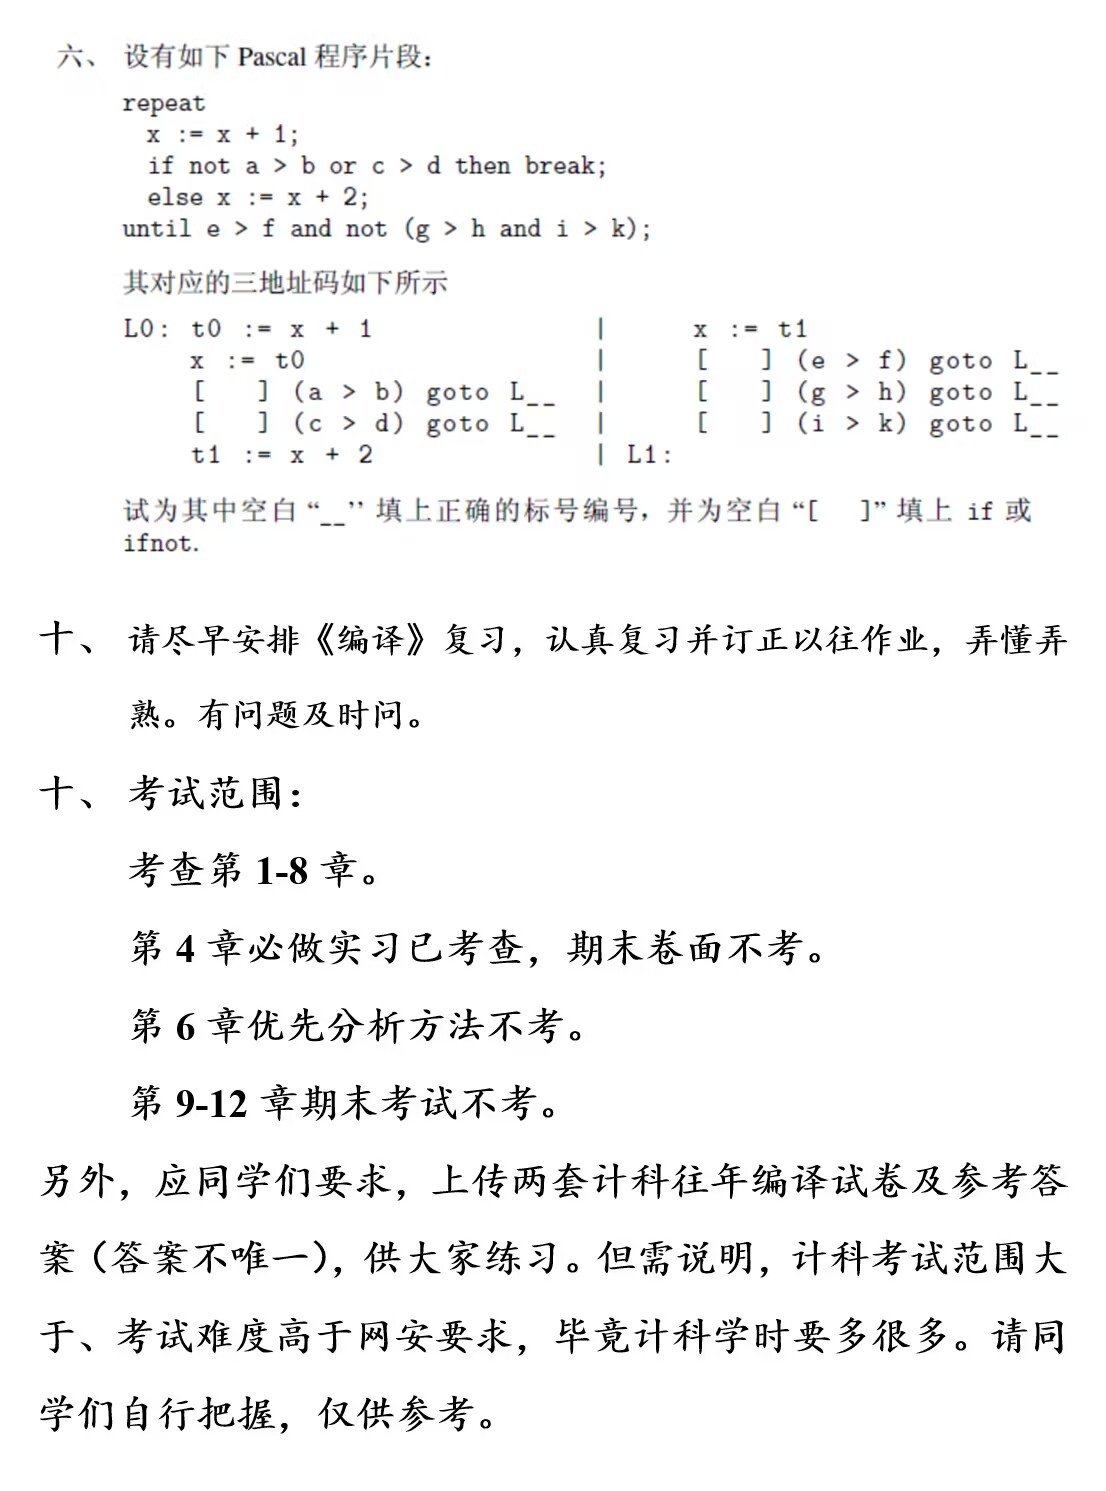 六、 设有如下 Pascal 程序片段：
repeat
x := x + 1;
if not a > b or c > d then break;
else x := x + 2;
until e > f and not (g > h and i > k);
其对应的三地址码如下所示
L0: t0 := x + 1 | x := t1
x := t0 | [ ] (e > f) goto L__
[ ] (a > b) goto L__ | [ ] (g > h) goto L__
[ ] (c > d) goto L__ | [ ] (i > k) goto L__
t1 := x + 2 | L1:
试为其中空白 “__’’ 填上正确的标号编号，并为空白 “[ ]” 填上 if 或
ifnot.
十、 请尽早安排《编译》复习，认真复习并订正以往作业，弄懂弄
熟。有问题及时问。
十、 考试范围：
考查第 1-8 章。
第 4 章必做实习已考查，期末卷面不考。
第 6 章优先分析方法不考。
第 9-12 章期末考试不考。
另外，应同学们要求，上传两套计科往年编译试卷及参考答
案（答案不唯一），供大家练习。但需说明，计科考试范围大
于、考试难度高于网安要求，毕竟计科学时要多很多。请同
学们自行把握，仅供参考。